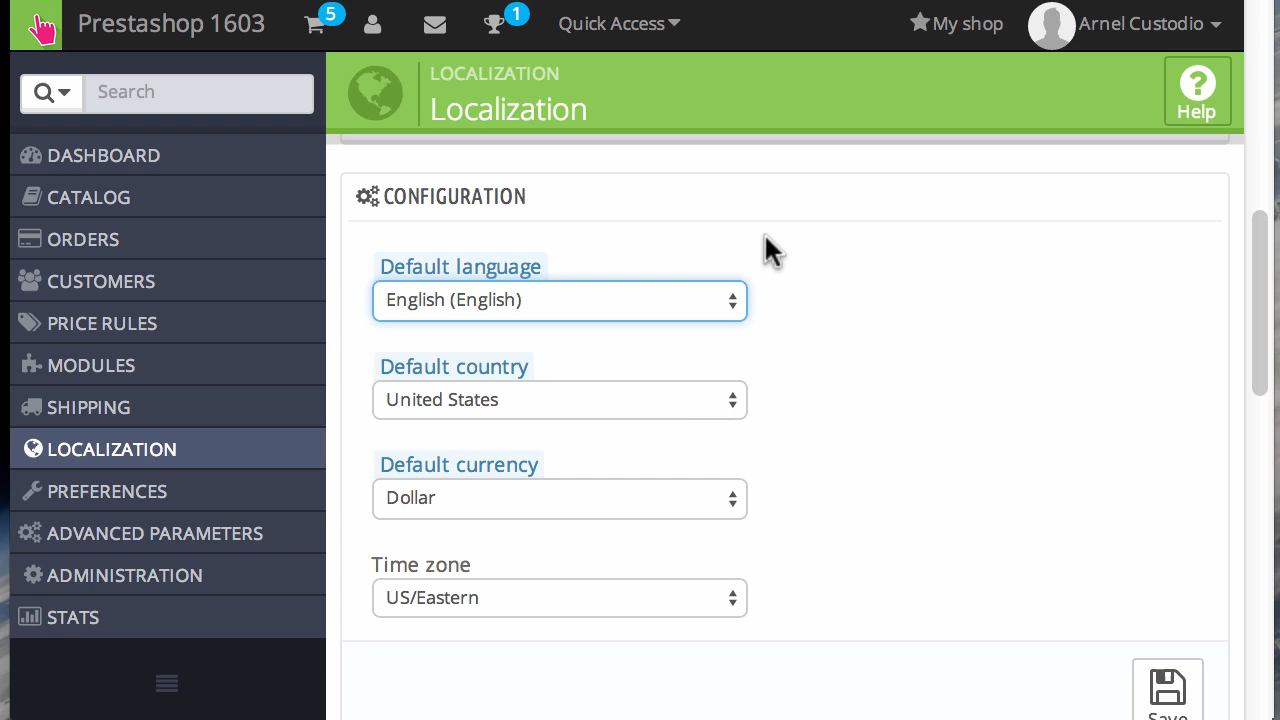 Prestashop 1603
5
1
Quick Access
My shop
Arnel Custodio
Search
LOCALIZATION
Localization
Help
DASHBOARD
CATALOG
ORDERS
CUSTOMERS
PRICE RULES
MODULES
SHIPPING
LOCALIZATION
PREFERENCES
ADVANCED PARAMETERS
ADMINISTRATION
STATS
CONFIGURATION
Default language
English (English)
Default country
United States
Default currency
Dollar
Time zone
US/Eastern
Save